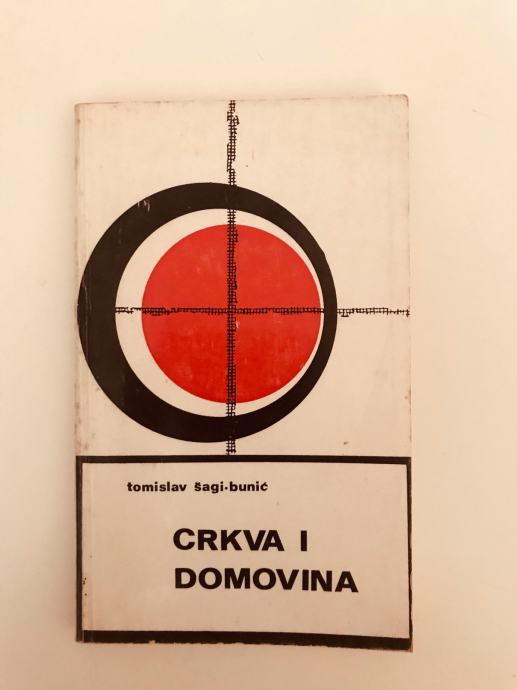 tomislav šagi-bunić
CRKVA I
DOMOVINA